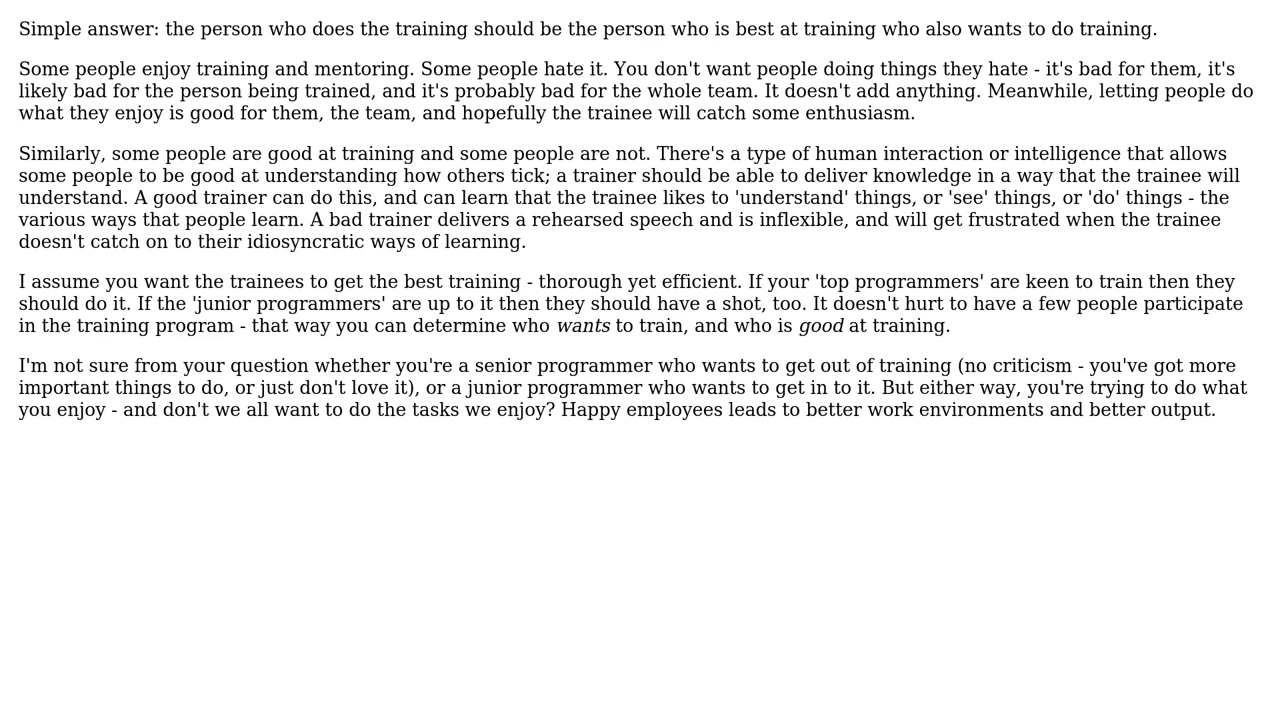 Simple answer: the person who does the training should be the person who is best at training who also wants to do training.
Some people enjoy training and mentoring. Some people hate it. You don't want people doing things they hate - it's bad for them, it's
likely bad for the person being trained, and it's probably bad for the whole team. It doesn't add anything. Meanwhile, letting people do
what they enjoy is good for them, the team, and hopefully the trainee will catch some enthusiasm.
Similarly, some people are good at training and some people are not. There's a type of human interaction or intelligence that allows
some people to be good at understanding how others tick; a trainer should be able to deliver knowledge in a way that the trainee will
understand. A good trainer can do this, and can learn that the trainee likes to 'understand' things, or 'see' things, or 'do' things - the
various ways that people learn. A bad trainer delivers a rehearsed speech and is inflexible, and will get frustrated when the trainee
doesn't catch on to their idiosyncratic ways of learning.
I assume you want the trainees to get the best training - thorough yet efficient. If your 'top programmers' are keen to train then they
should do it. If the 'junior programmers' are up to it then they should have a shot, too. It doesn't hurt to have a few people participate
in the training program - that way you can determine who wants to train, and who is good at training.
I'm not sure from your question whether you're a senior programmer who wants to get out of training (no criticism - you've got more
important things to do, or just don't love it), or a junior programmer who wants to get in to it. But either way, you're trying to do what
you enjoy - and don't we all want to do the tasks we enjoy? Happy employees leads to better work environments and better output.